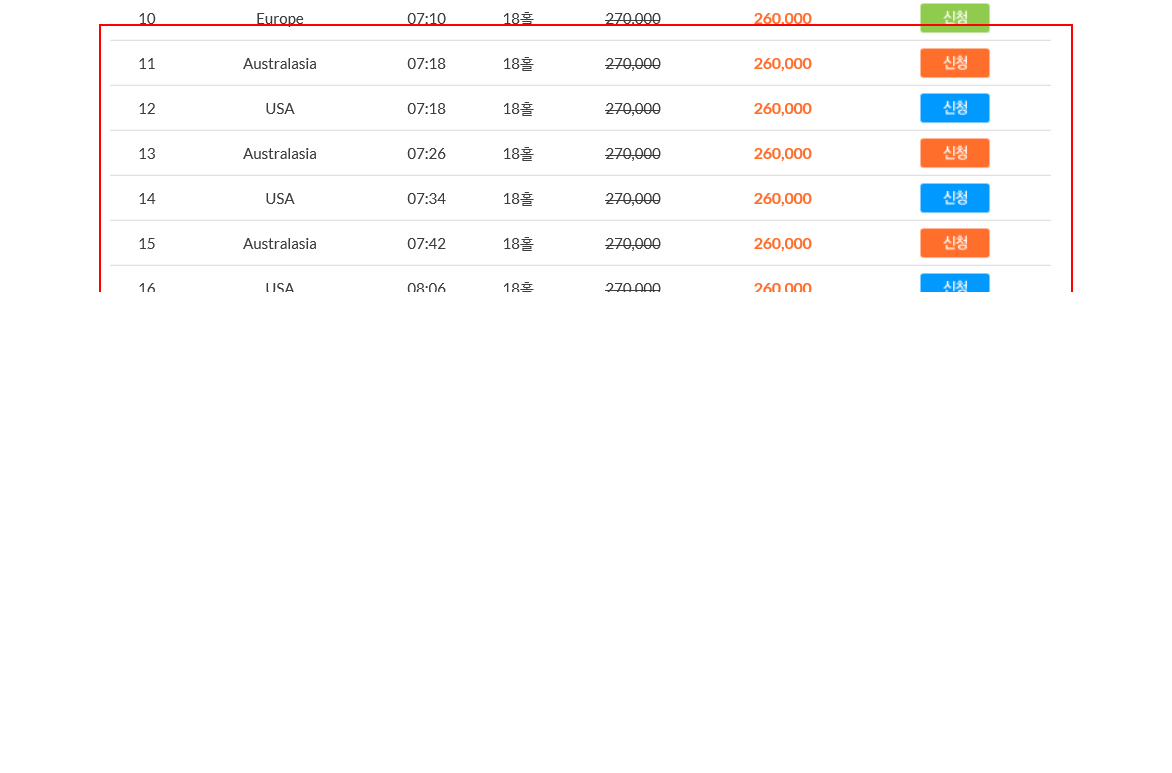 10 Europe 07:10 18홀 270,000 260,000 신청
11 Australasia 07:18 18홀 270,000 260,000 신청
12 USA 07:18 18홀 270,000 260,000 신청
13 Australasia 07:26 18홀 270,000 260,000 신청
14 USA 07:34 18홀 270,000 260,000 신청
15 Australasia 07:42 18홀 270,000 260,000 신청
16 USA 08:06 18홀 270,000 260,000 신청